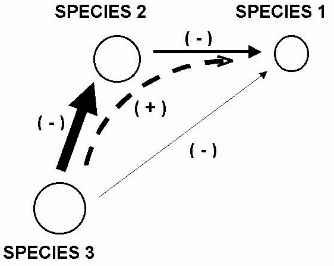 SPECIES 2
SPECIES 1
( - )
( - )
( + )
( - )
SPECIES 3